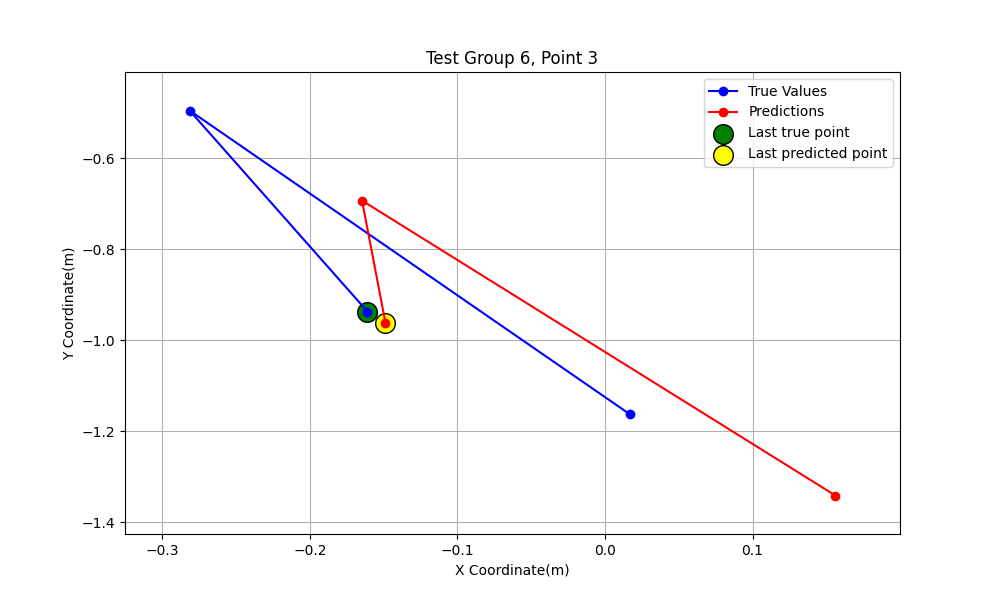 Test Group 6, Point 3
True Values
Predictions
Last true point
Last predicted point
Y Coordinate(m)
−0.6
−0.8
−1.0
−1.2
−1.4
−0.3
−0.2
−0.1
0.0
0.1
X Coordinate(m)